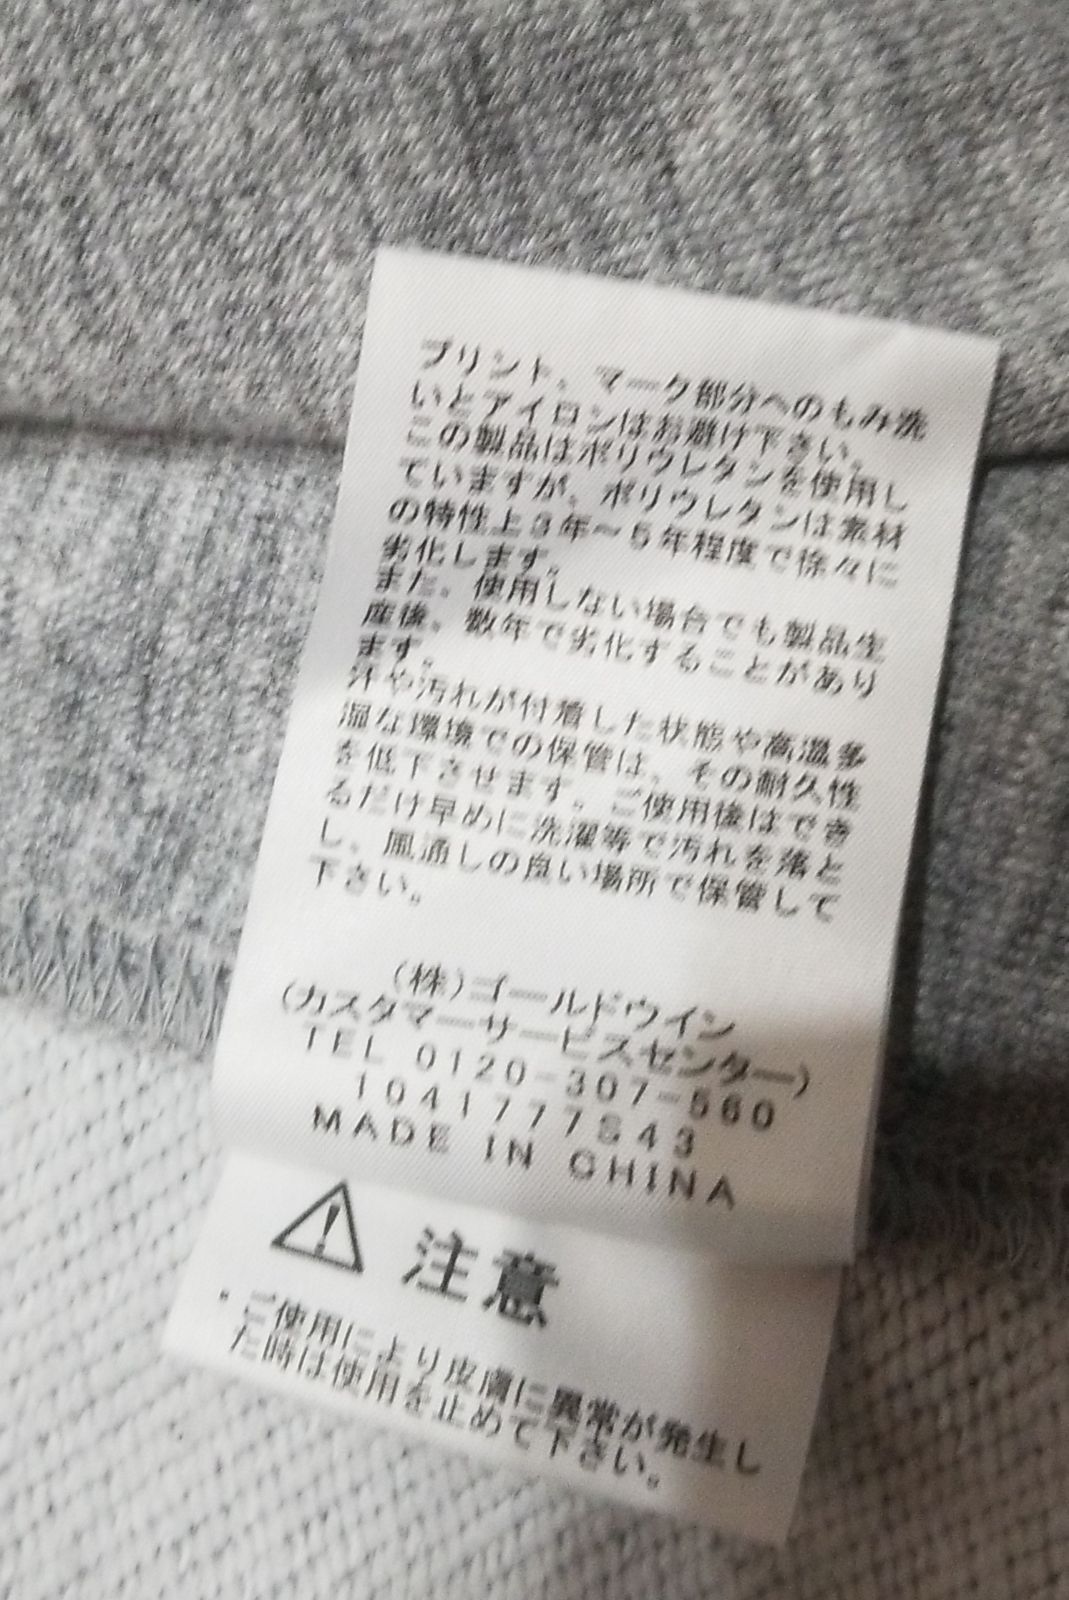 プリント、マーク部分へのもみ洗
いとアイロンはお避け下さい。
この製品はポリウレタンを使用し
ていますが、ポリウレタンは素材
の特性上3年～5年程度で徐々に
劣化します。
また、使用しない場合でも製品生
産後、数年で劣化することがあり
ます。
汗や汚れが付着した状態や高温多
湿な環境での保管は、その耐久性
を低下させます。ご使用後はでき
るだけ早めに洗濯等で汚れを落と
し、風通しの良い場所で保管して
下さい。
(株)ゴールドウイン
(カスタマーサービスセンター)
TEL 0120-307-560
1041777S43
MADE IN CHINA
注意
・ご使用により皮膚に異常が発生し
た時は使用を止めて下さい。